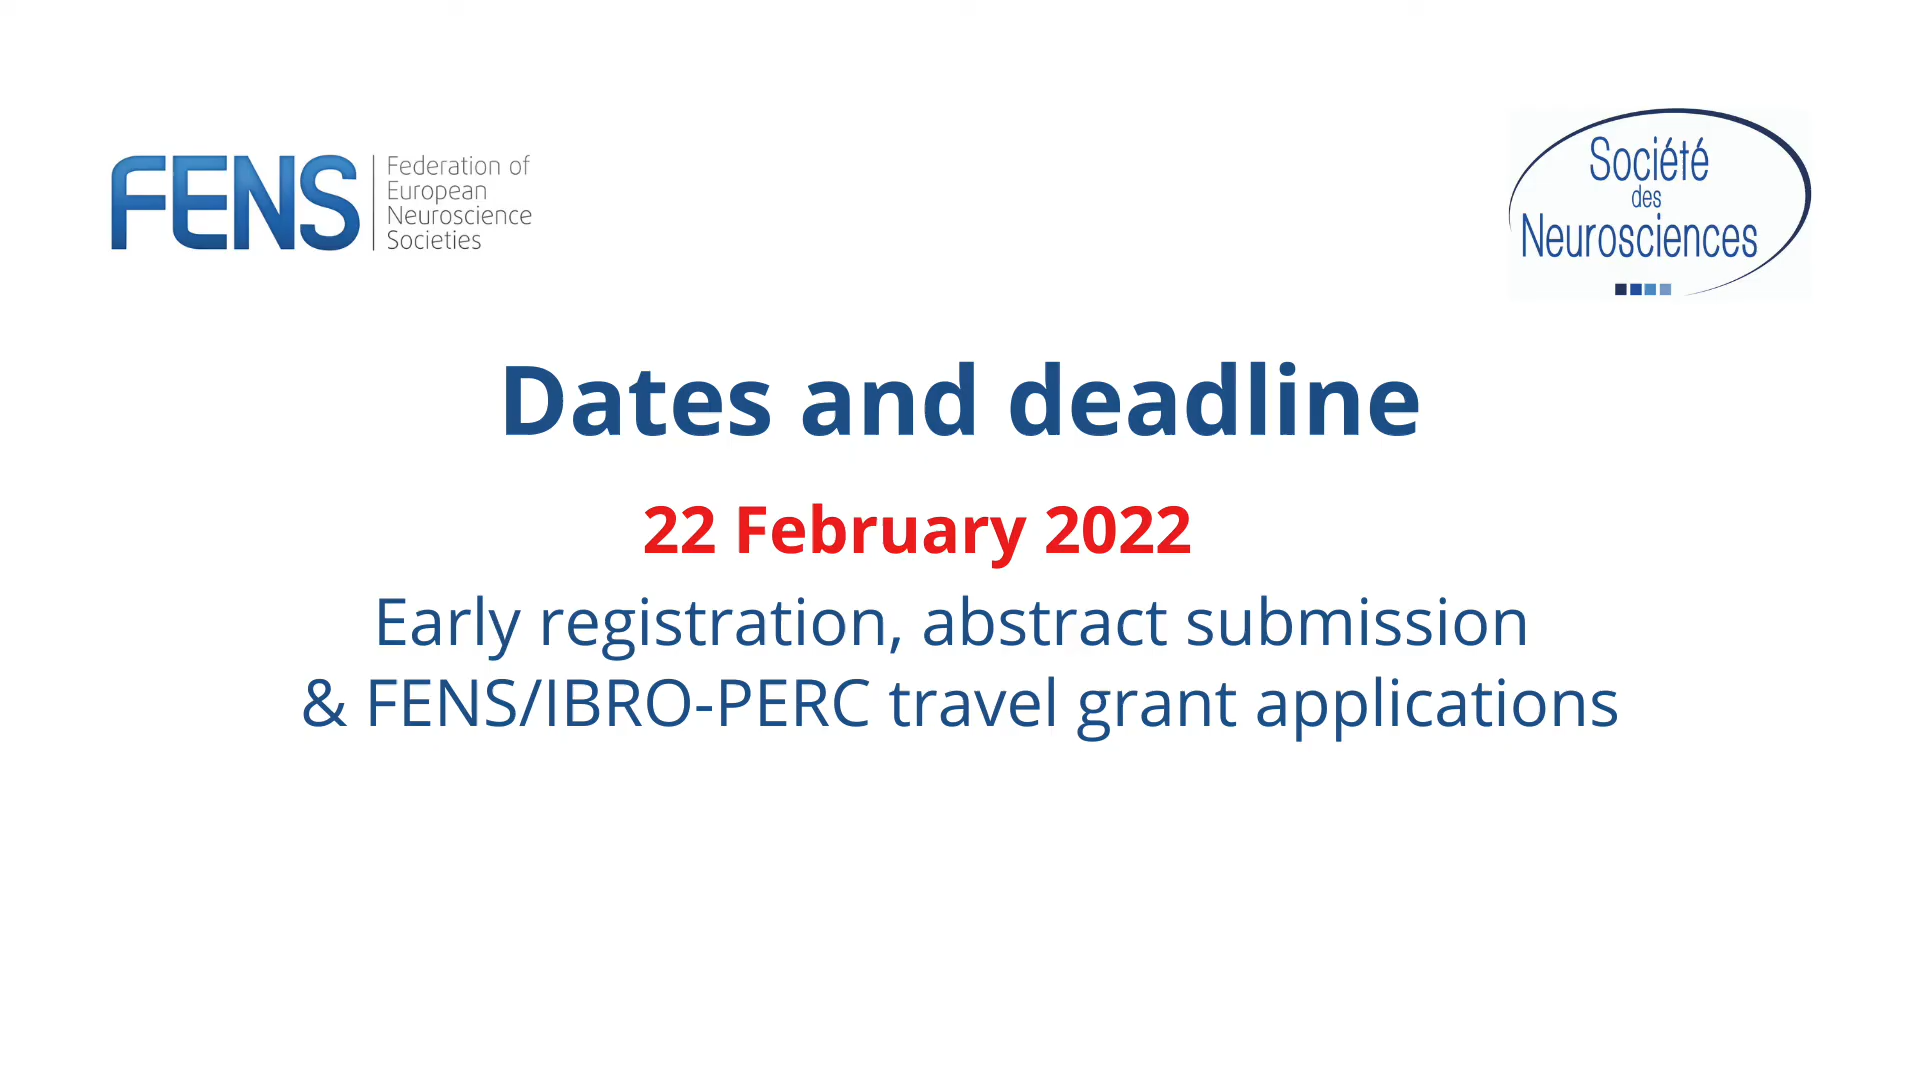 FENS
Federation of
European
Neuroscience
Societies
Société
des
Neurosciences
Dates and deadline
22 February 2022
Early registration, abstract submission
& FENS/IBRO-PERC travel grant applications